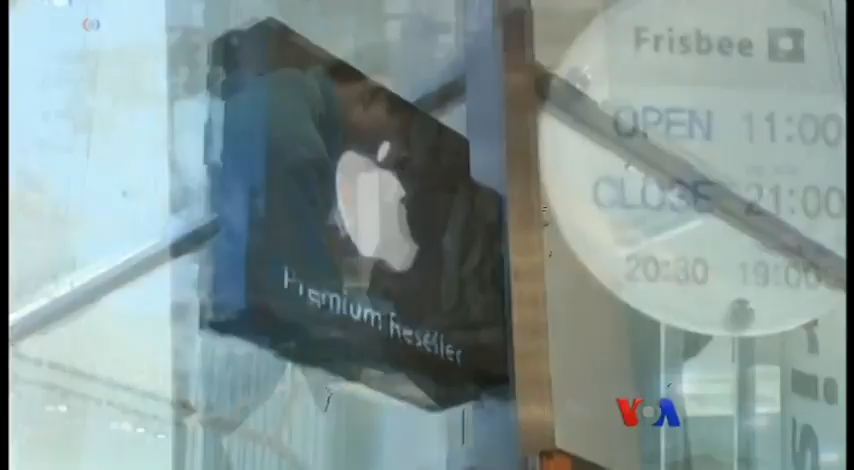 Frisbee
OPEN 11:00
CLOSE 21:00
20:30 19:00
Premium Reseller
VOA